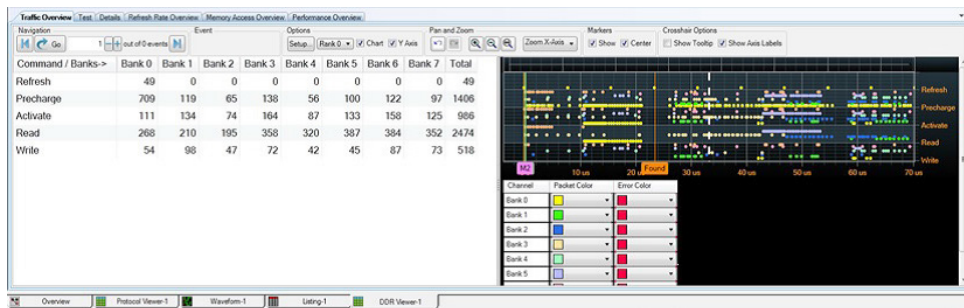 Traffic Overview Test Details Refresh Rate Overview Memory Access Overview Performance Overview
Navigation Event Options Pan and Zoom Markers Crosshair Options
Go 1 out of 0 events Setup... Rank 0 Chart Y Axis Zoom X-Axis Show Center Show Tooltip Show Axis Labels
Command / Banks-> Bank 0 Bank 1 Bank 2 Bank 3 Bank 4 Bank 5 Bank 6 Bank 7 Total
Refresh 49 0 0 0 0 0 0 0 49
Precharge 709 119 65 138 56 100 122 97 1406
Activate 111 134 74 164 87 133 158 125 986
Read 268 210 195 358 320 387 384 352 2474
Write 54 98 47 72 42 45 87 73 518
Refresh
Precharge
Activate
Read
Write
M2 10 us 20 us Found 30 us 40 us 50 us 60 us 70 us
Channel Packet Color Error Color
Bank 0
Bank 1
Bank 2
Bank 3
Bank 4
Bank 5
Overview Protocol Viewer-1 Waveform-1 Listing-1 DDR Viewer-1